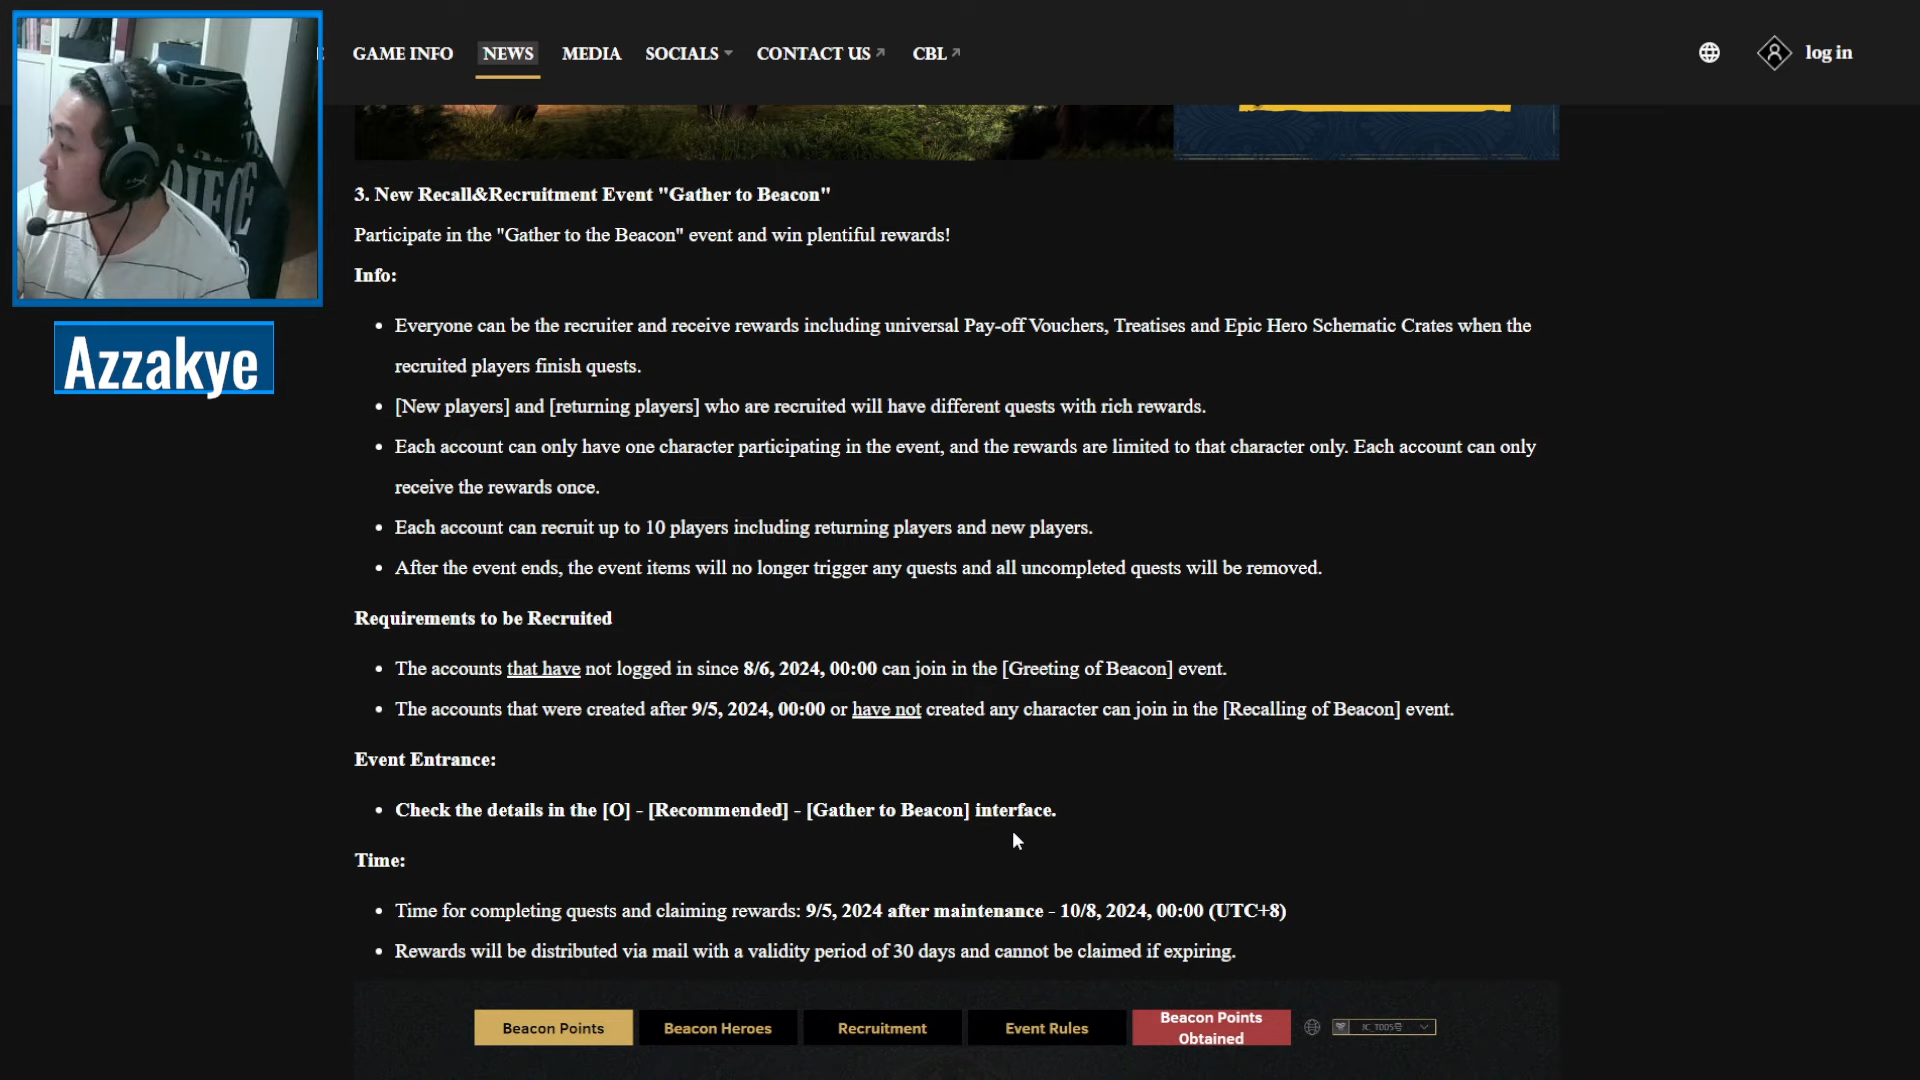 GAME INFO NEWS MEDIA SOCIALS CONTACT US CBL log in
Azzakye
3. New Recall&Recruitment Event "Gather to Beacon"
Participate in the "Gather to the Beacon" event and win plentiful rewards!
Info:
Everyone can be the recruiter and receive rewards including universal Pay-off Vouchers, Treatises and Epic Hero Schematic Crates when the
recruited players finish quests.
[New players] and [returning players] who are recruited will have different quests with rich rewards.
Each account can only have one character participating in the event, and the rewards are limited to that character only. Each account can only
receive the rewards once.
Each account can recruit up to 10 players including returning players and new players.
After the event ends, the event items will no longer trigger any quests and all uncompleted quests will be removed.
Requirements to be Recruited
The accounts that have not logged in since 8/6, 2024, 00:00 can join in the [Greeting of Beacon] event.
The accounts that were created after 9/5, 2024, 00:00 or have not created any character can join in the [Recalling of Beacon] event.
Event Entrance:
Check the details in the [O] - [Recommended] - [Gather to Beacon] interface.
Time:
Time for completing quests and claiming rewards: 9/5, 2024 after maintenance - 10/8, 2024, 00:00 (UTC+8)
Rewards will be distributed via mail with a validity period of 30 days and cannot be claimed if expiring.
Beacon Points Beacon Heroes Recruitment Event Rules Beacon Points
Obtained